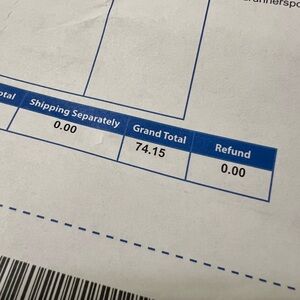 Shipping Separately Grand Total Refund
0.00 74.15 0.00